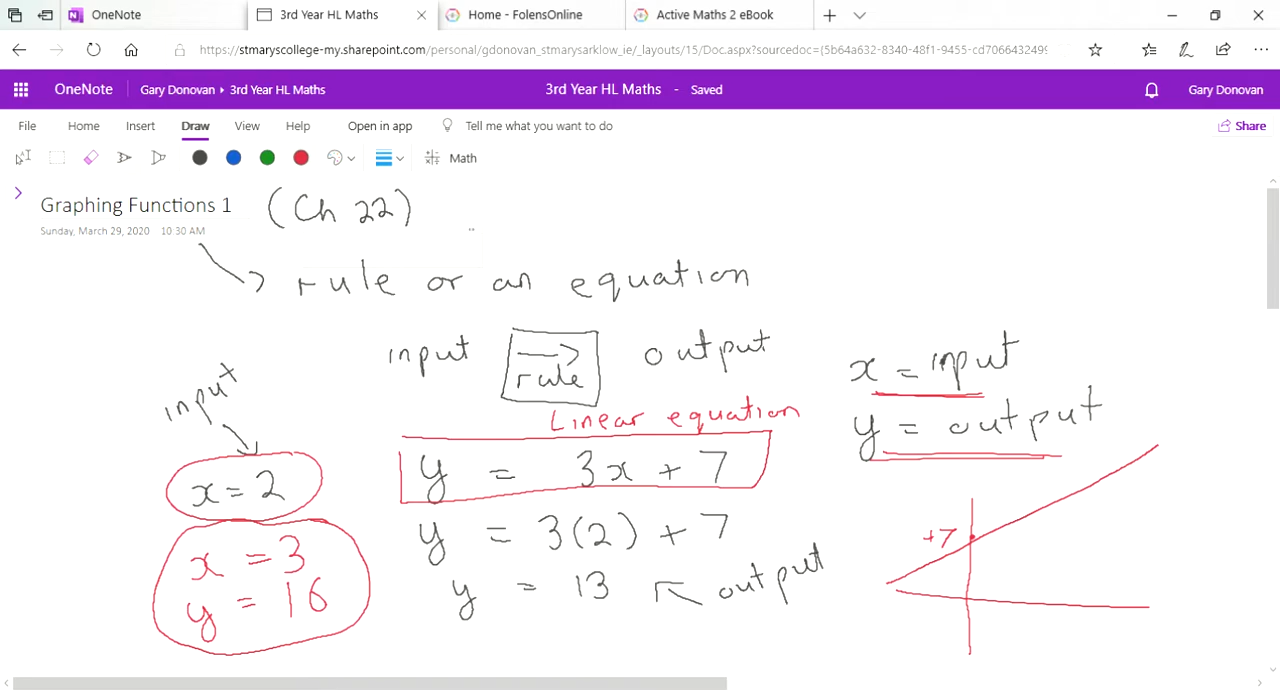 OneNote
3rd Year HL Maths
Home - FolensOnline
Active Maths 2 eBook
https://stmaryscollege-my.sharepoint.com/personal/gdonovan_stmarysarklow_ie/_layouts/15/Doc.aspx?sourcedoc={5b64a632-8340-48f1-9455-cd7066432499
OneNote Gary Donovan 3rd Year HL Maths 3rd Year HL Maths - Saved Gary Donovan
File Home Insert Draw View Help Open in app Tell me what you want to do Share
Math
Graphing Functions 1 (Ch 22)
Sunday, March 29, 2020 10:30 AM
rule or an equation
input rule output
x = input
y = output
Linear equation
input
y = 3x + 7
x = 2
y = 3(2) + 7
x = 3
y = 16
y = 13 output
+7